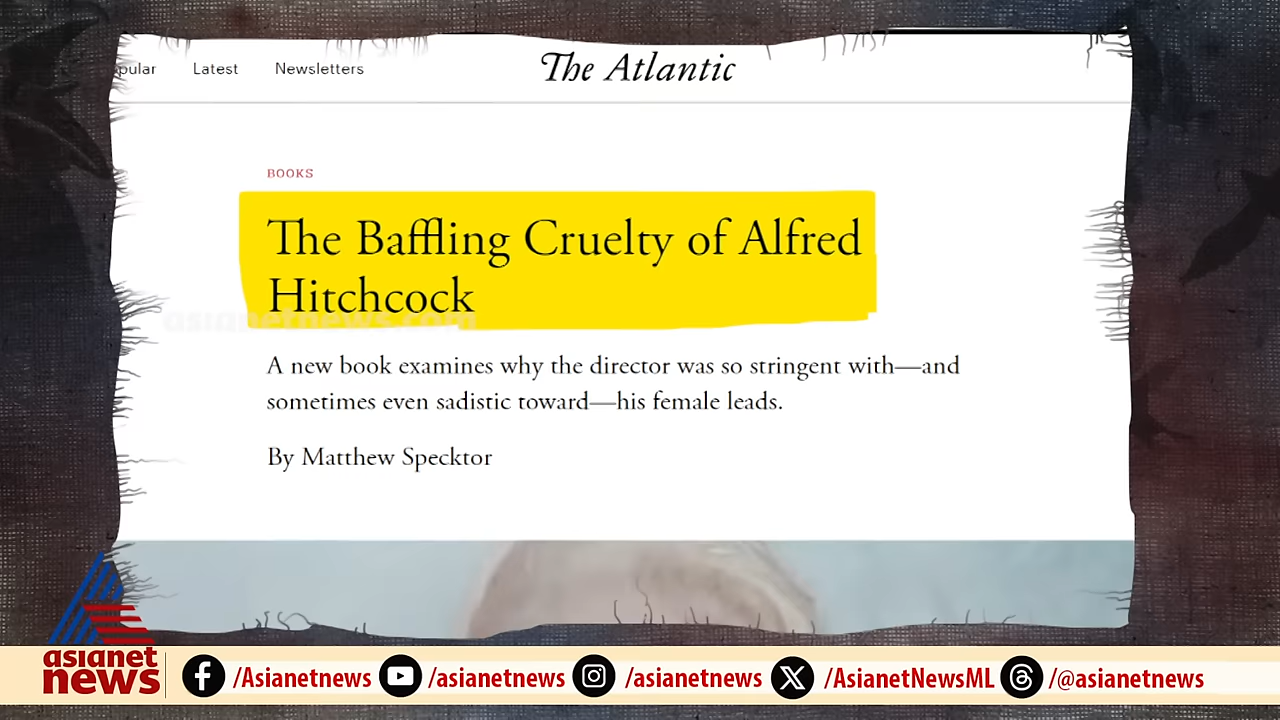 pular Latest Newsletters The Atlantic
BOOKS
The Baffling Cruelty of Alfred
Hitchcock
asianetnews.com
A new book examines why the director was so stringent with—and
sometimes even sadistic toward—his female leads.
By Matthew Specktor
asianet
news
/Asianetnews /asianetnews /asianetnews /AsianetNewsML /@asianetnews